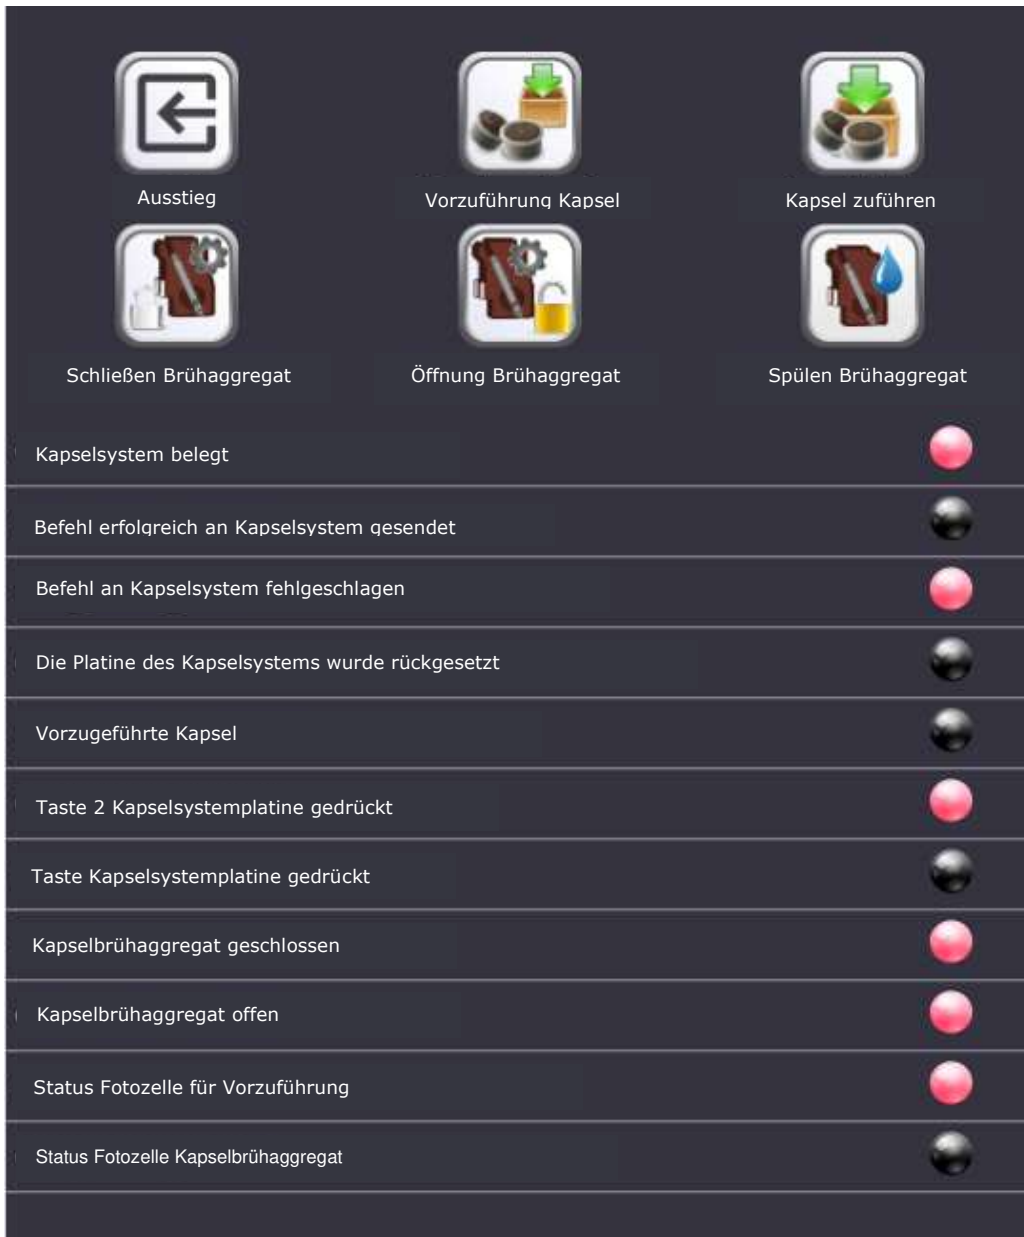 Ausstieg
Vorzuführung Kapsel
Kapsel zuführen
Schließen Brühaggregat
Öffnung Brühaggregat
Spülen Brühaggregat
Kapselsystem belegt
Befehl erfolgreich an Kapselsystem gesendet
Befehl an Kapselsystem fehlgeschlagen
Die Platine des Kapselsystems wurde rückgesetzt
Vorzugeführte Kapsel
Taste 2 Kapselsystemplatine gedrückt
Taste Kapselsystemplatine gedrückt
Kapselbrühaggregat geschlossen
Kapselbrühaggregat offen
Status Fotozelle für Vorzuführung
Status Fotozelle Kapselbrühaggregat